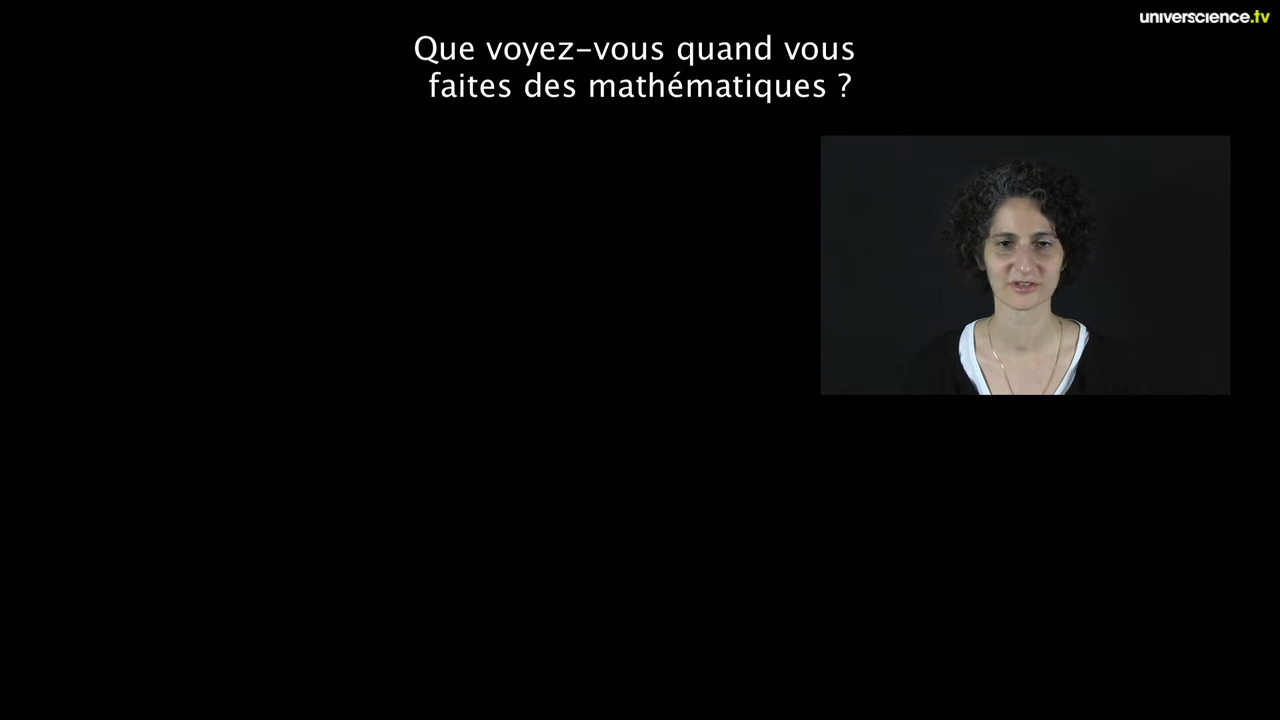 universcience.tv
Que voyez-vous quand vous
faites des mathématiques ?